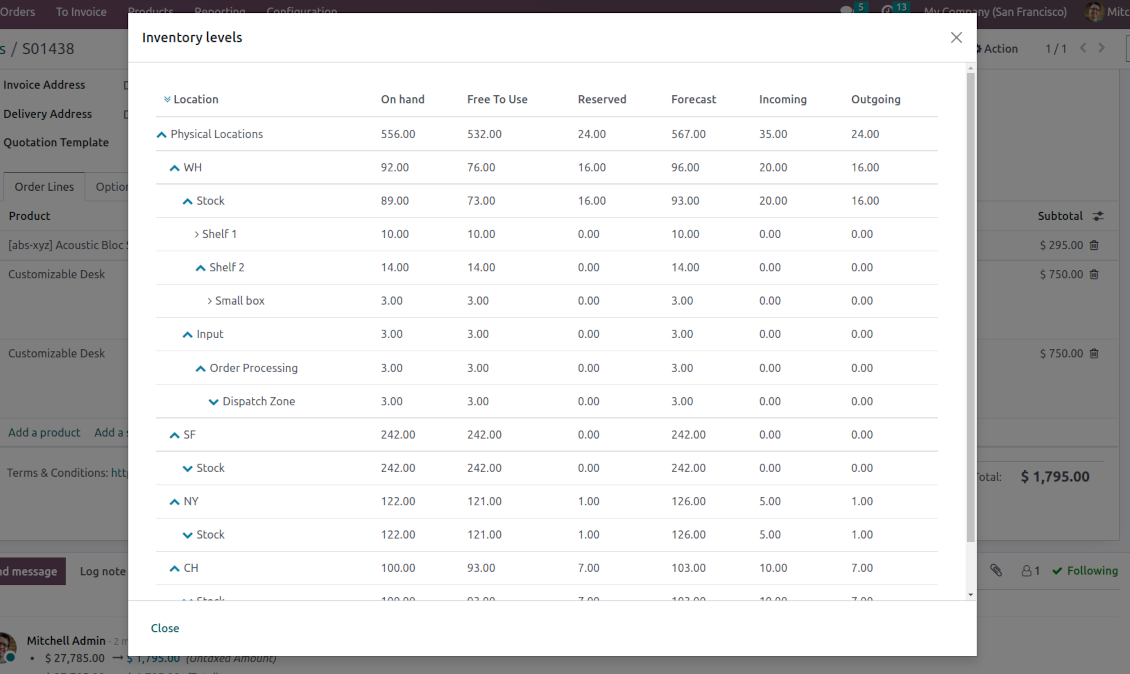 Orders To Invoice Products Reporting Configuration 5 13 My Company (San Francisco) Mitc
s / S01438
Inventory levels
Action 1 / 1
Invoice Address
Delivery Address
Quotation Template
Location On hand Free To Use Reserved Forecast Incoming Outgoing
Physical Locations 556.00 532.00 24.00 567.00 35.00 24.00
WH 92.00 76.00 16.00 96.00 20.00 16.00
Order Lines Option
Stock 89.00 73.00 16.00 93.00 20.00 16.00
Product Subtotal
Shelf 1 10.00 10.00 0.00 10.00 0.00 0.00
[abs-xyz] Acoustic Bloc $ 295.00
Shelf 2 14.00 14.00 0.00 14.00 0.00 0.00
Customizable Desk $ 750.00
Small box 3.00 3.00 0.00 3.00 0.00 0.00
Input 3.00 3.00 0.00 3.00 0.00 0.00
Customizable Desk $ 750.00
Order Processing 3.00 3.00 0.00 3.00 0.00 0.00
Dispatch Zone 3.00 3.00 0.00 3.00 0.00 0.00
Add a product Add a s
SF 242.00 242.00 0.00 242.00 0.00 0.00
Stock 242.00 242.00 0.00 242.00 0.00 0.00
Terms & Conditions: htt otal: $ 1,795.00
NY 122.00 121.00 1.00 126.00 5.00 1.00
Stock 122.00 121.00 1.00 126.00 5.00 1.00
CH 100.00 93.00 7.00 103.00 10.00 7.00
nd message Log note 1 Following
Stock 100.00 93.00 7.00 103.00 10.00 7.00
Close
Mitchell Admin - 2 m
• $ 27,785.00 → $ 1,795.00 (Untaxed Amount)